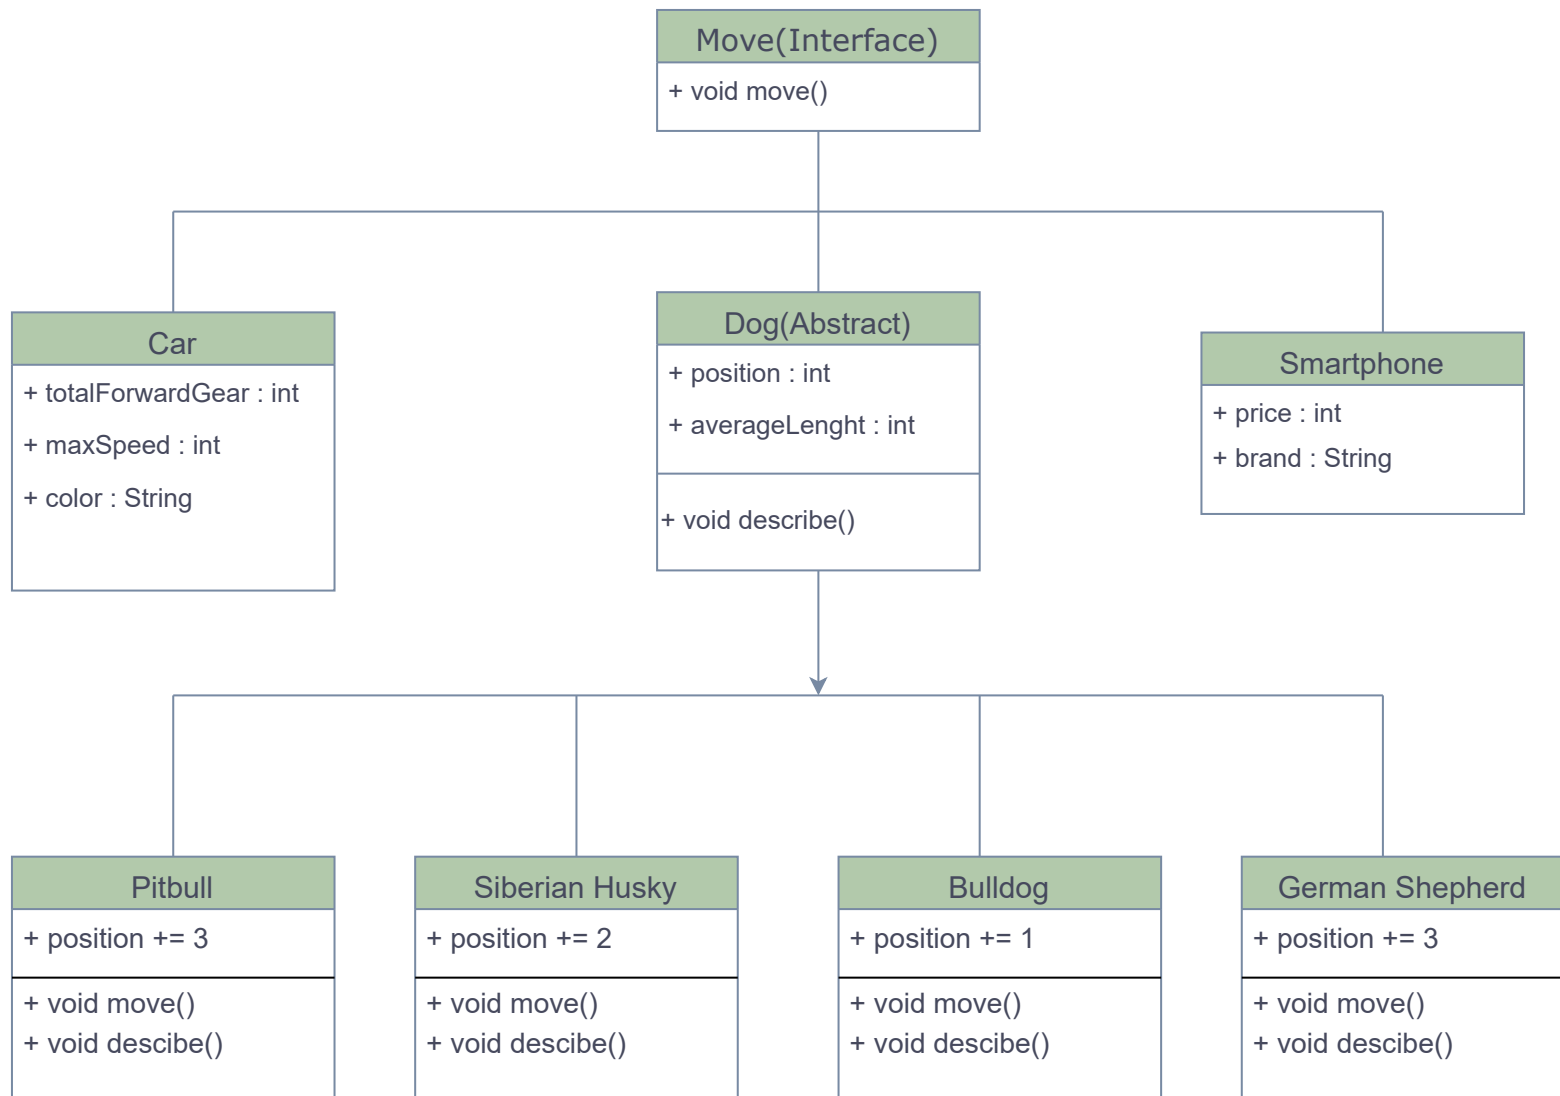 Move(Interface)
+ void move()
Car
+ totalForwardGear : int
+ maxSpeed : int
+ color : String
Dog(Abstract)
+ position : int
+ averageLenght : int
+ void describe()
Smartphone
+ price : int
+ brand : String
Pitbull
+ position += 3
+ void move()
+ void descibe()
Siberian Husky
+ position += 2
+ void move()
+ void descibe()
Bulldog
+ position += 1
+ void move()
+ void descibe()
German Shepherd
+ position += 3
+ void move()
+ void descibe()